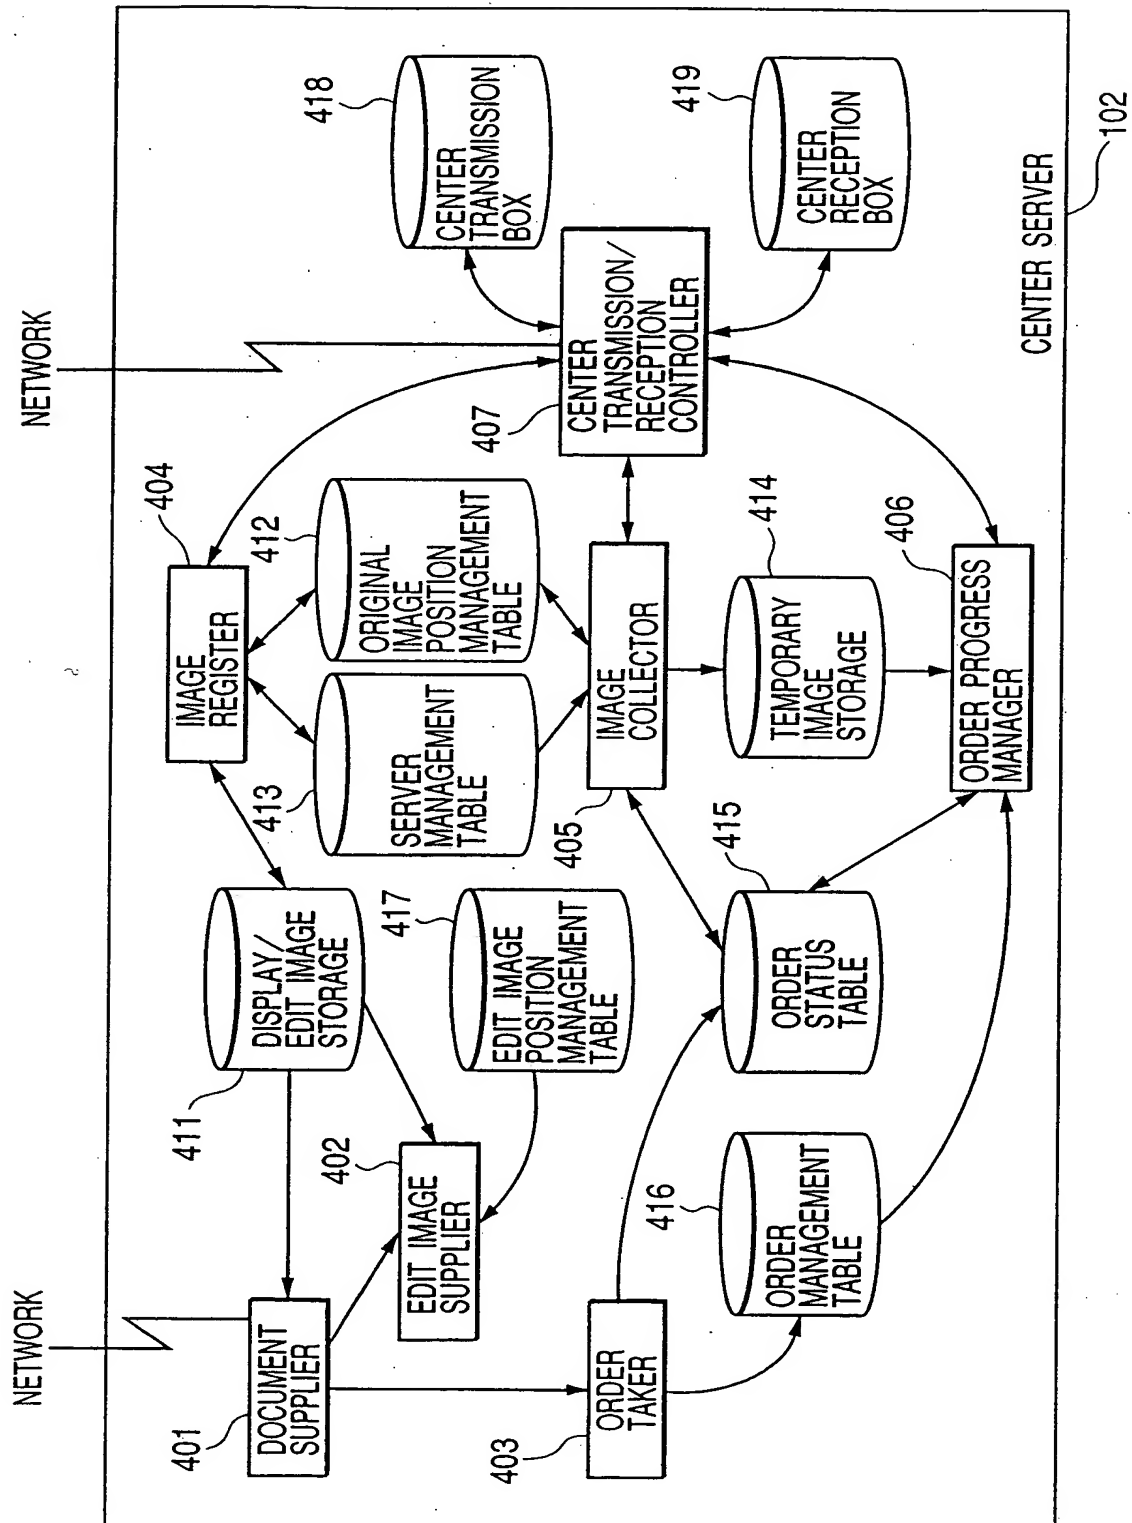 NETWORK
NETWORK
401
DOCUMENT
SUPPLIER
411
DISPLAY/
EDIT IMAGE
STORAGE
IMAGE
REGISTER
404
402
EDIT IMAGE
SUPPLIER
417
EDIT IMAGE
POSITION
MANAGEMENT
TABLE
413
SERVER
MANAGEMENT
TABLE
412
ORIGINAL
IMAGE
POSITION
MANAGEMENT
TABLE
418
CENTER
TRANSMISSION
BOX
403
ORDER
TAKER
405
IMAGE
COLLECTOR
407
CENTER
TRANSMISSION/
RECEPTION
CONTROLLER
416
ORDER
MANAGEMENT
TABLE
415
ORDER
STATUS
TABLE
414
TEMPORARY
IMAGE
STORAGE
419
CENTER
RECEPTION
BOX
406
ORDER PROGRESS
MANAGER
CENTER SERVER
102